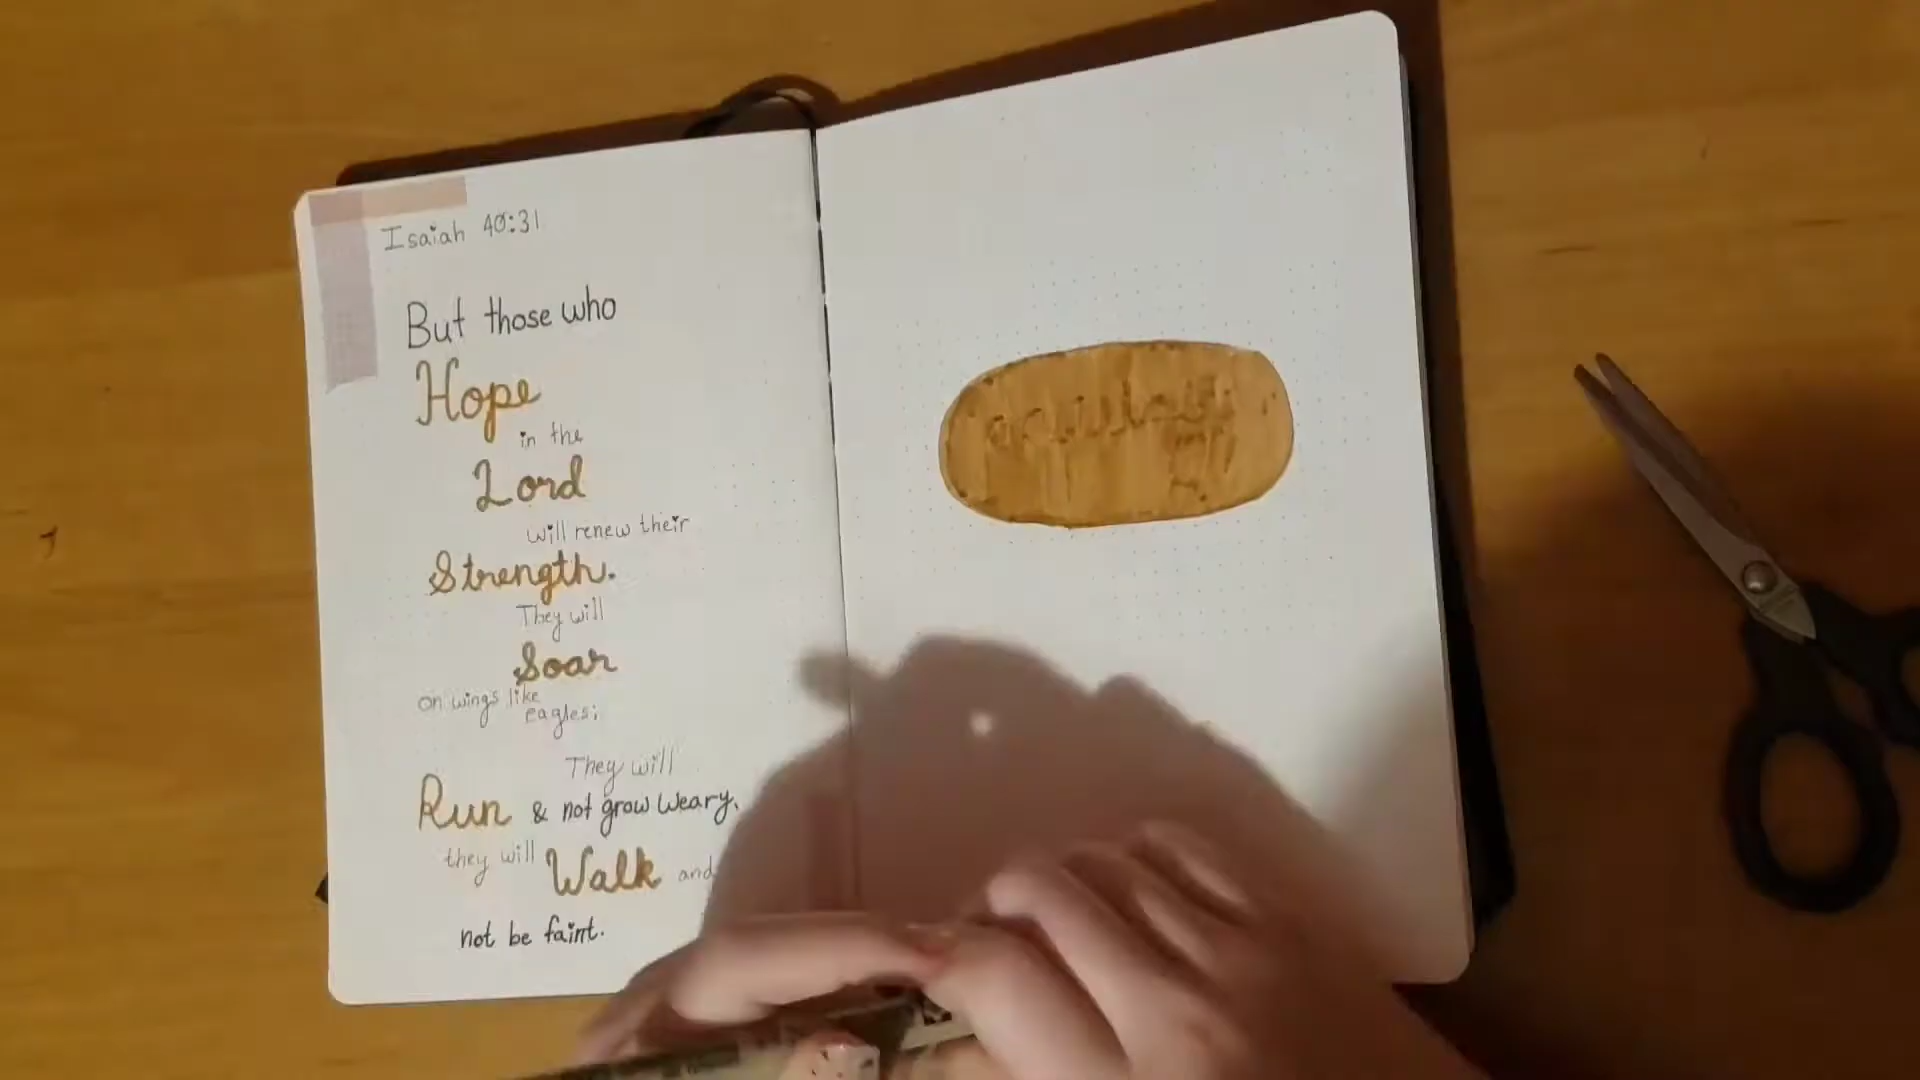 Isaiah 40:31
But those who
Hope
in the
Lord
will renew their
Strength.
They will
Soar
on wings like
eagles;
They will
Run & not grow weary.
they will Walk and
not be faint.